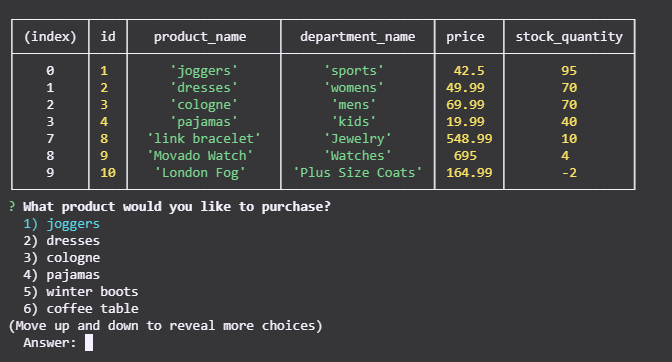 (index) id product_name department_name price stock_quantity
0 1 'joggers' 'sports' 42.5 95
1 2 'dresses' 'womens' 49.99 70
2 3 'cologne' 'mens' 69.99 70
3 4 'pajamas' 'kids' 19.99 40
7 8 'link bracelet' 'Jewelry' 548.99 10
8 9 'Movado Watch' 'Watches' 695 4
9 10 'London Fog' 'Plus Size Coats' 164.99 -2
? What product would you like to purchase?
1) joggers
2) dresses
3) cologne
4) pajamas
5) winter boots
6) coffee table
(Move up and down to reveal more choices)
Answer: